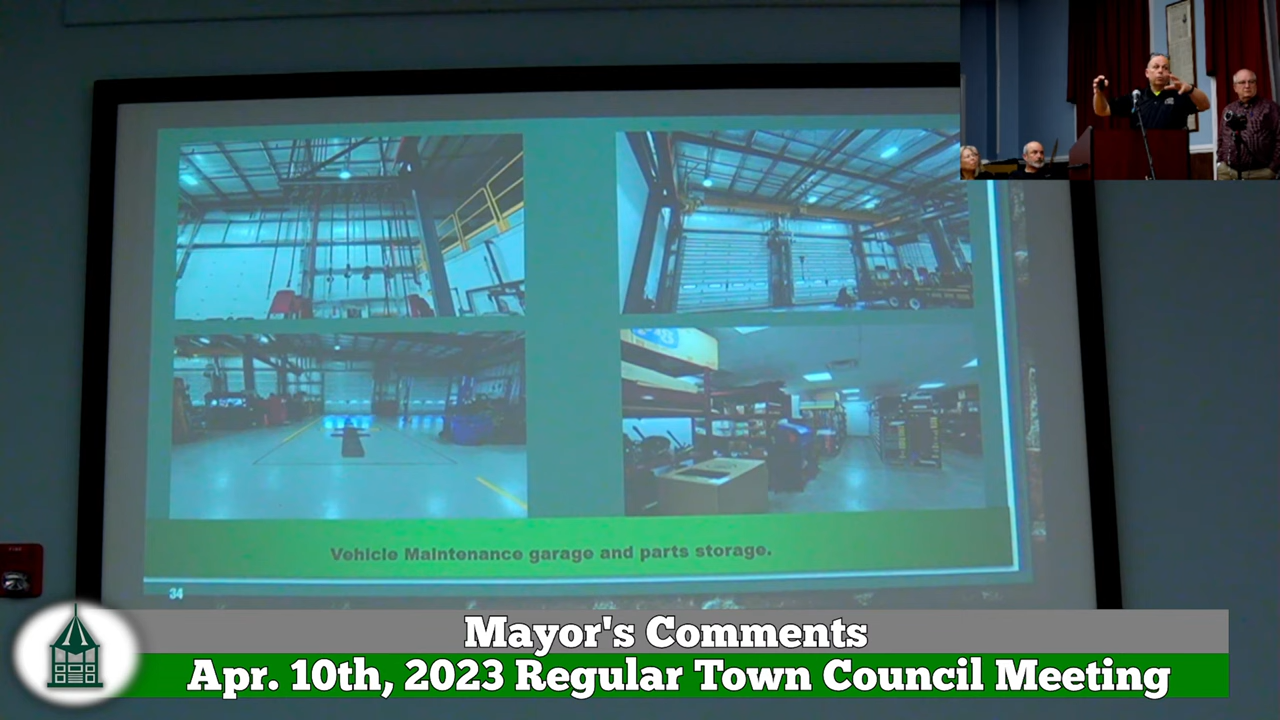 Vehicle Maintenance garage and parts storage.
34
Mayor's Comments
Apr. 10th, 2023 Regular Town Council Meeting